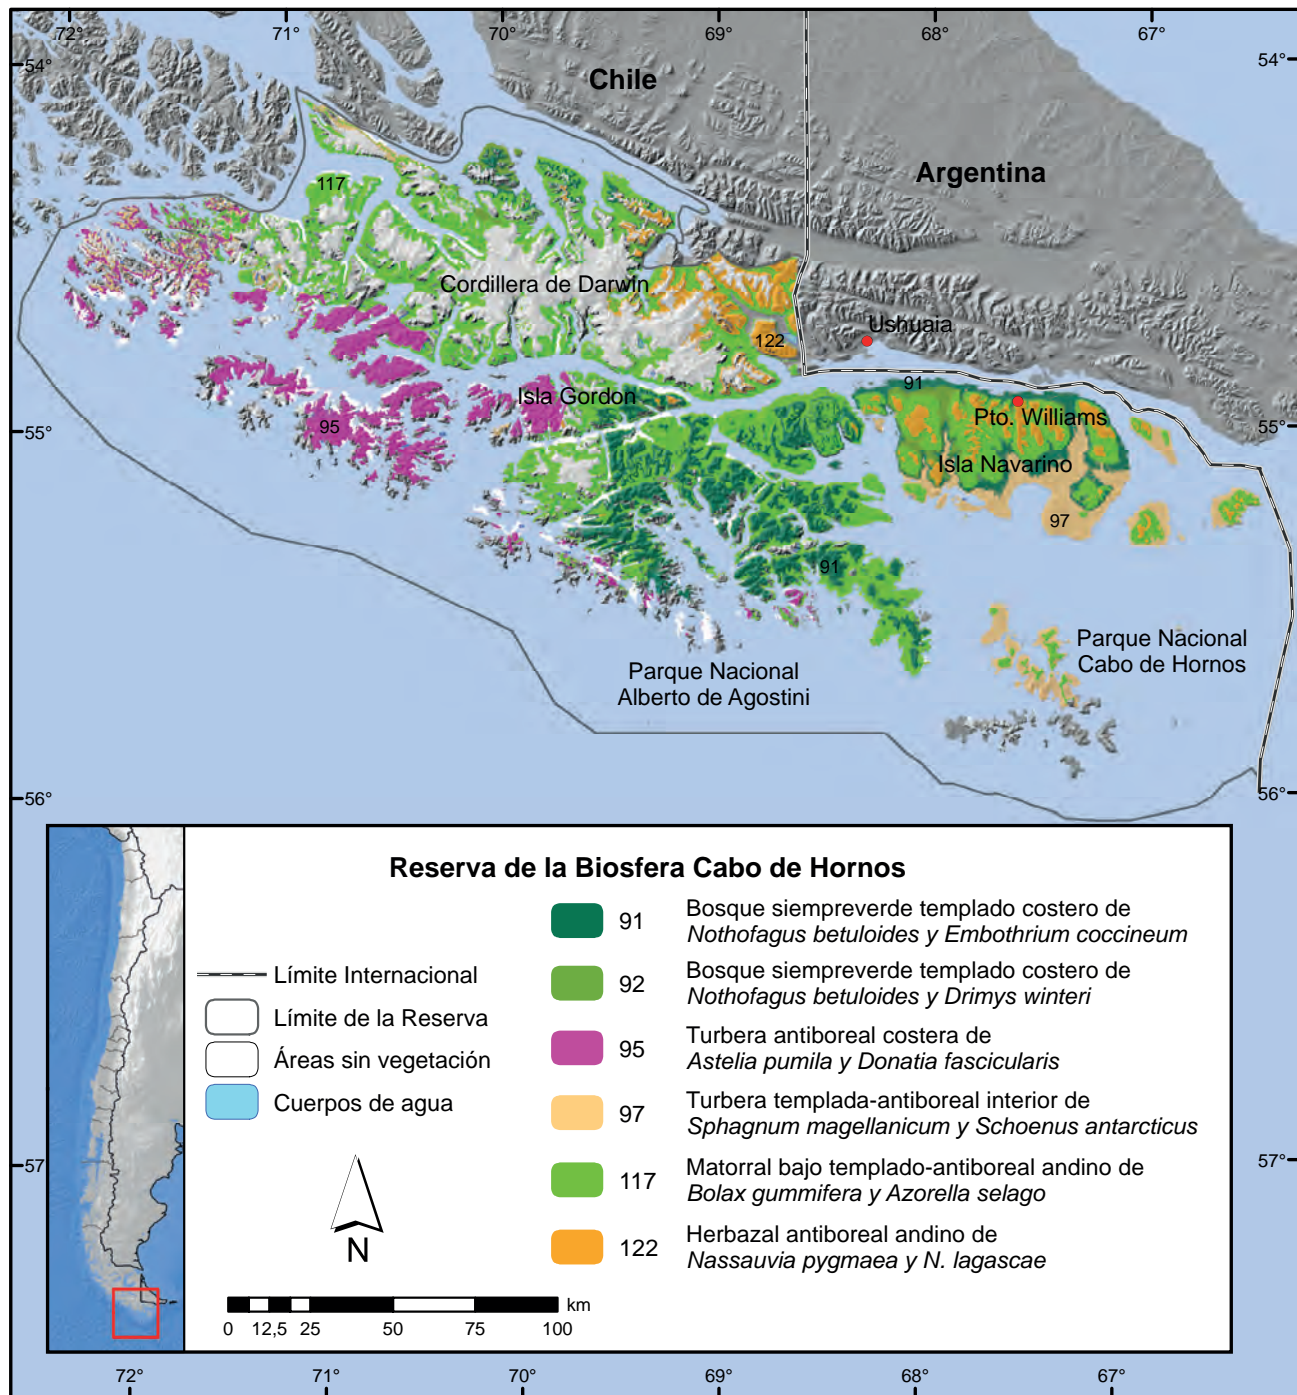 72°
71°
70°
69°
68°
67°
54°
54°
Chile
Argentina
117
Cordillera de Darwin
122
Ushuaia
91
Isla Gordon
Pto. Williams
95
55°
55°
Isla Navarino
97
91
Parque Nacional
Cabo de Hornos
Parque Nacional
Alberto de Agostini
56°
56°
Reserva de la Biosfera Cabo de Hornos
Límite Internacional
Límite de la Reserva
Áreas sin vegetación
Cuerpos de agua
91
Bosque siempreverde templado costero de
Nothofagus betuloides y Embothrium coccineum
92
Bosque siempreverde templado costero de
Nothofagus betuloides y Drimys winteri
95
Turbera antiboreal costera de
Astelia pumila y Donatia fascicularis
97
Turbera templada-antiboreal interior de
Sphagnum magellanicum y Schoenus antarcticus
117
Matorral bajo templado-antiboreal andino de
Bolax gummifera y Azorella selago
122
Herbazal antiboreal andino de
Nassauvia pygmaea y N. lagascae
57°
57°
N
km
0 12,5 25 50 75 100
72°
71°
70°
69°
68°
67°